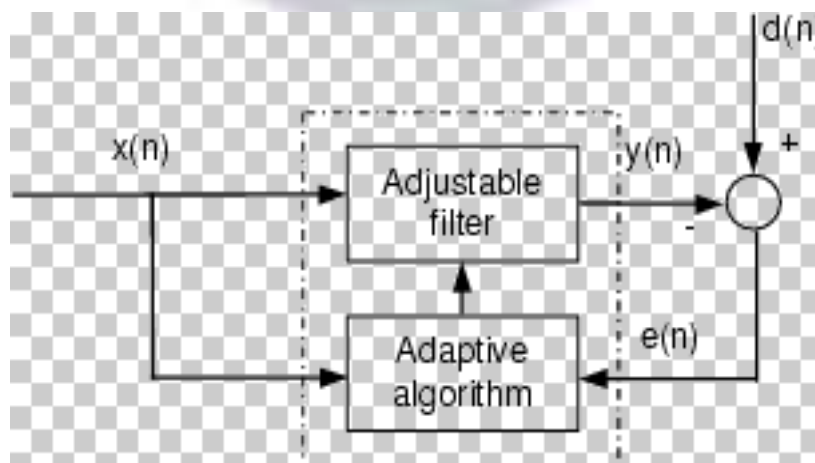 d(n
x(n)
+
y(n)
Adjustable
filter
-
e(n)
Adaptive
algorithm